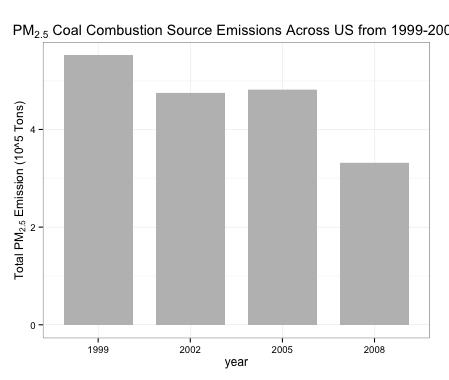 PM2.5 Coal Combustion Source Emissions Across US from 1999-200
Total PM2.5 Emission (10^5 Tons)
4
2
0
1999 2002 2005 2008
year